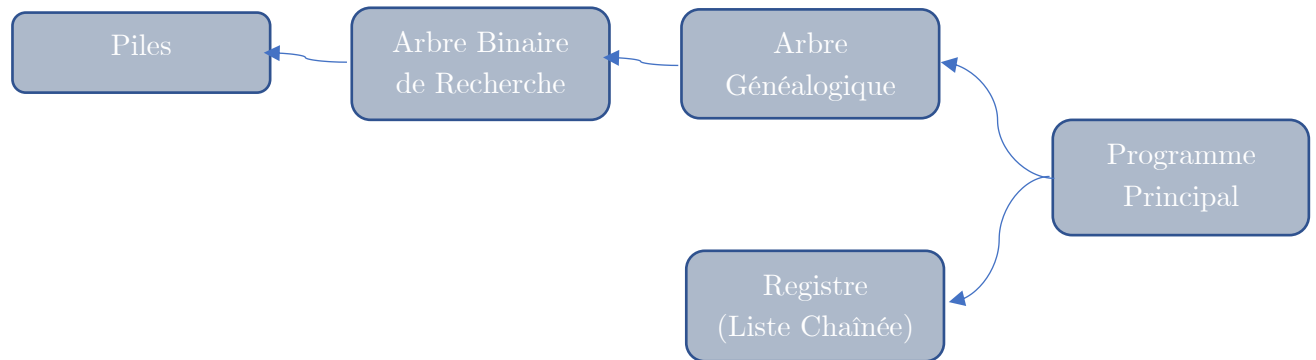 Piles
Arbre Binaire
de Recherche
Arbre
Généalogique
Programme
Principal
Registre
(Liste Chaînée)